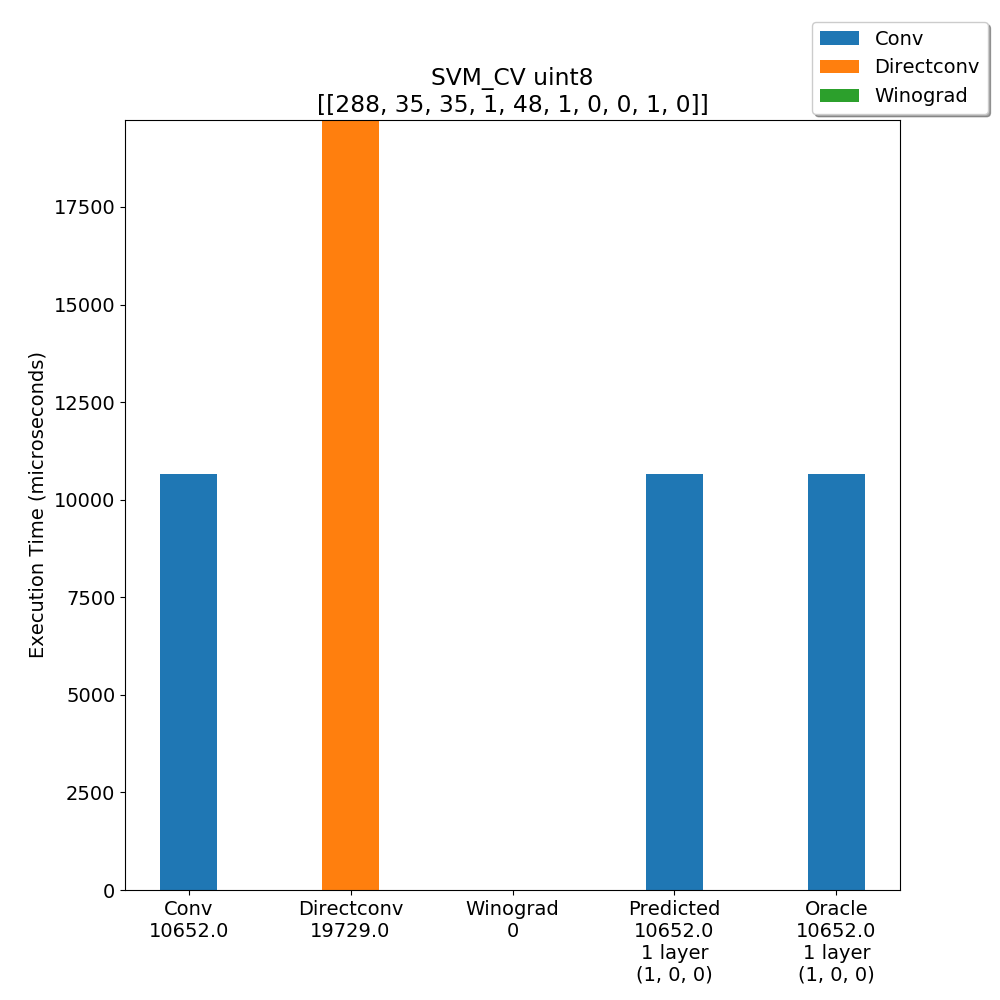 Conv
Directconv
Winograd
SVM_CV uint8
[[288, 35, 35, 1, 48, 1, 0, 0, 1, 0]]
Execution Time (microseconds)
17500
15000
12500
10000
7500
5000
2500
0
Conv
10652.0
Directconv
19729.0
Winograd
0
Predicted
10652.0
1 layer
(1, 0, 0)
Oracle
10652.0
1 layer
(1, 0, 0)